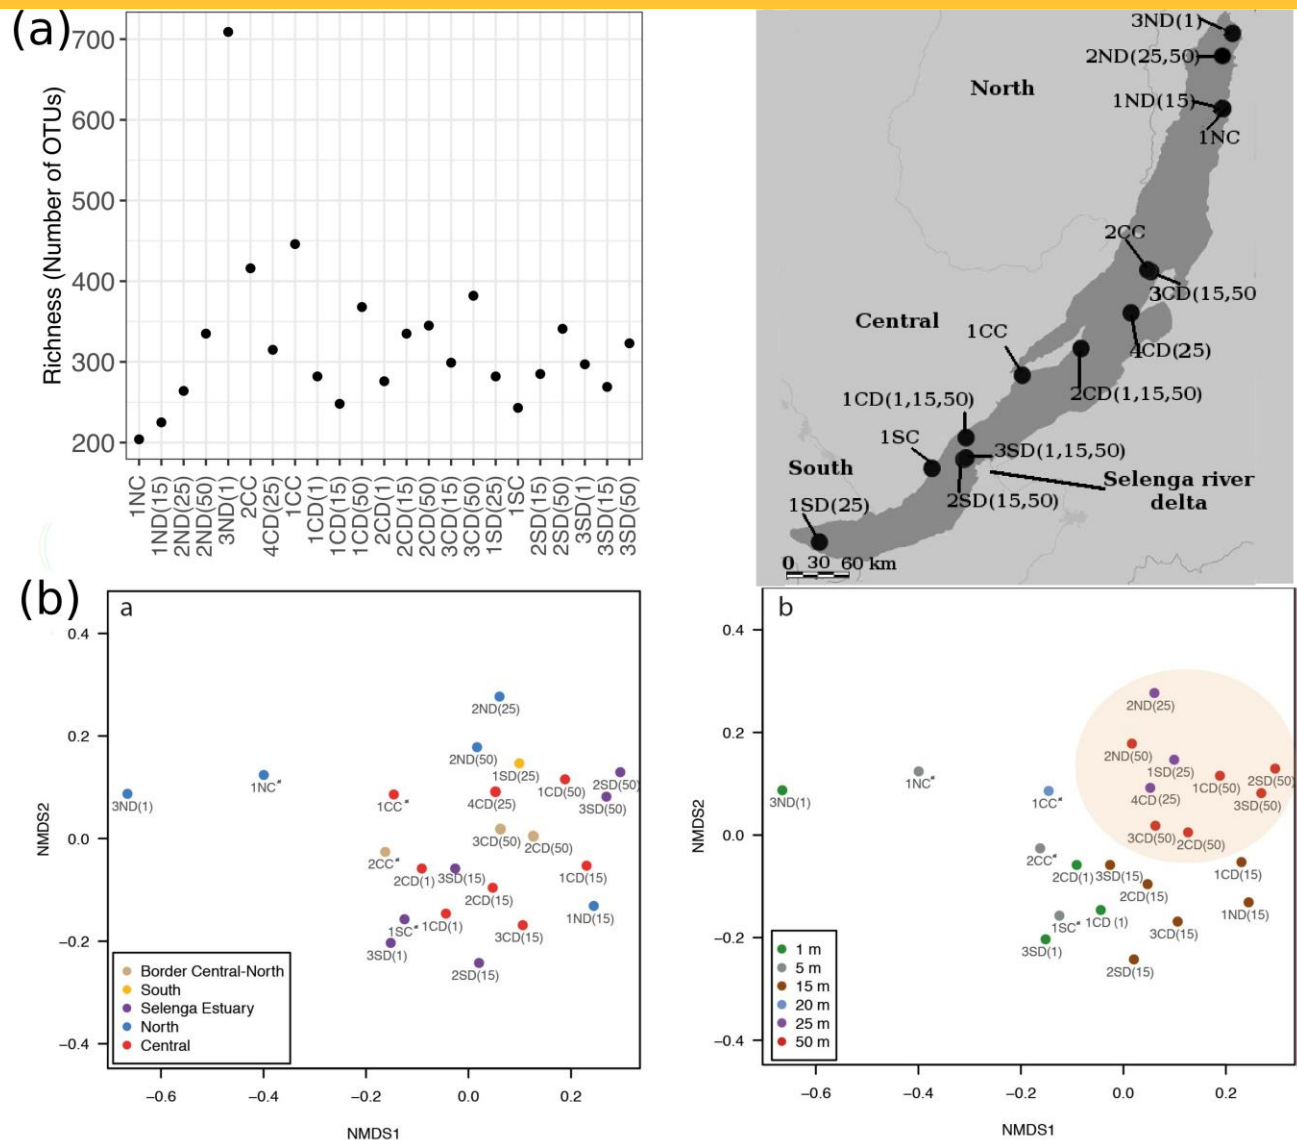 (a)
Richness (Number of OTUs)
700
600
500
400
300
200
1NC
1ND(15)
2ND(25)
2ND(50)
3ND(1)
2CC
4CD(25)
1CC
1CD(1)
1CD(15)
1CD(50)
2CD(1)
2CD(15)
2CD(50)
3CD(15)
3CD(50)
1SD(25)
1SC
2SD(15)
2SD(50)
3SD(1)
3SD(15)
3SD(50)
3ND(1)
2ND(25,50)
North
1ND(15)
1NC
2CC
3CD(15,50
Central
1CC
4CD(25)
2CD(1,15,50)
1CD(1,15,50)
1SC
3SD(1,15,50)
South
Selenga river
delta
2SD(15,50)
1SD(25)
0 30 60 km
(b)
a
NMDS2
0.4
0.2
0.0
−0.2
−0.4
2ND(25)
2ND(50)
1SD(25)
2SD(50)
1NC*
1CD(50)
3ND(1)
1CC*
4CD(25)
3SD(50)
3CD(50)
2CD(50)
2CC*
2CD(1)
3SD(15)
1CD(15)
2CD(15)
1ND(15)
1SC*
1CD(1)
3CD(15)
3SD(1)
2SD(15)
Border Central-North
South
Selenga Estuary
North
Central
−0.6
−0.4
−0.2
0.0
0.2
NMDS1
b
NMDS2
0.4
0.2
0.0
−0.2
−0.4
2ND(25)
2ND(50)
1SD(25)
2SD(50)
1NC*
1CD(50)
3ND(1)
1CC*
4CD(25)
3SD(50)
3CD(50)
2CD(50)
2CC*
2CD(1)
3SD(15)
1CD(15)
2CD(15)
1ND(15)
1SC*
1CD (1)
3CD(15)
3SD(1)
2SD(15)
1 m
5 m
15 m
20 m
25 m
50 m
−0.6
−0.4
−0.2
0.0
0.2
NMDS1